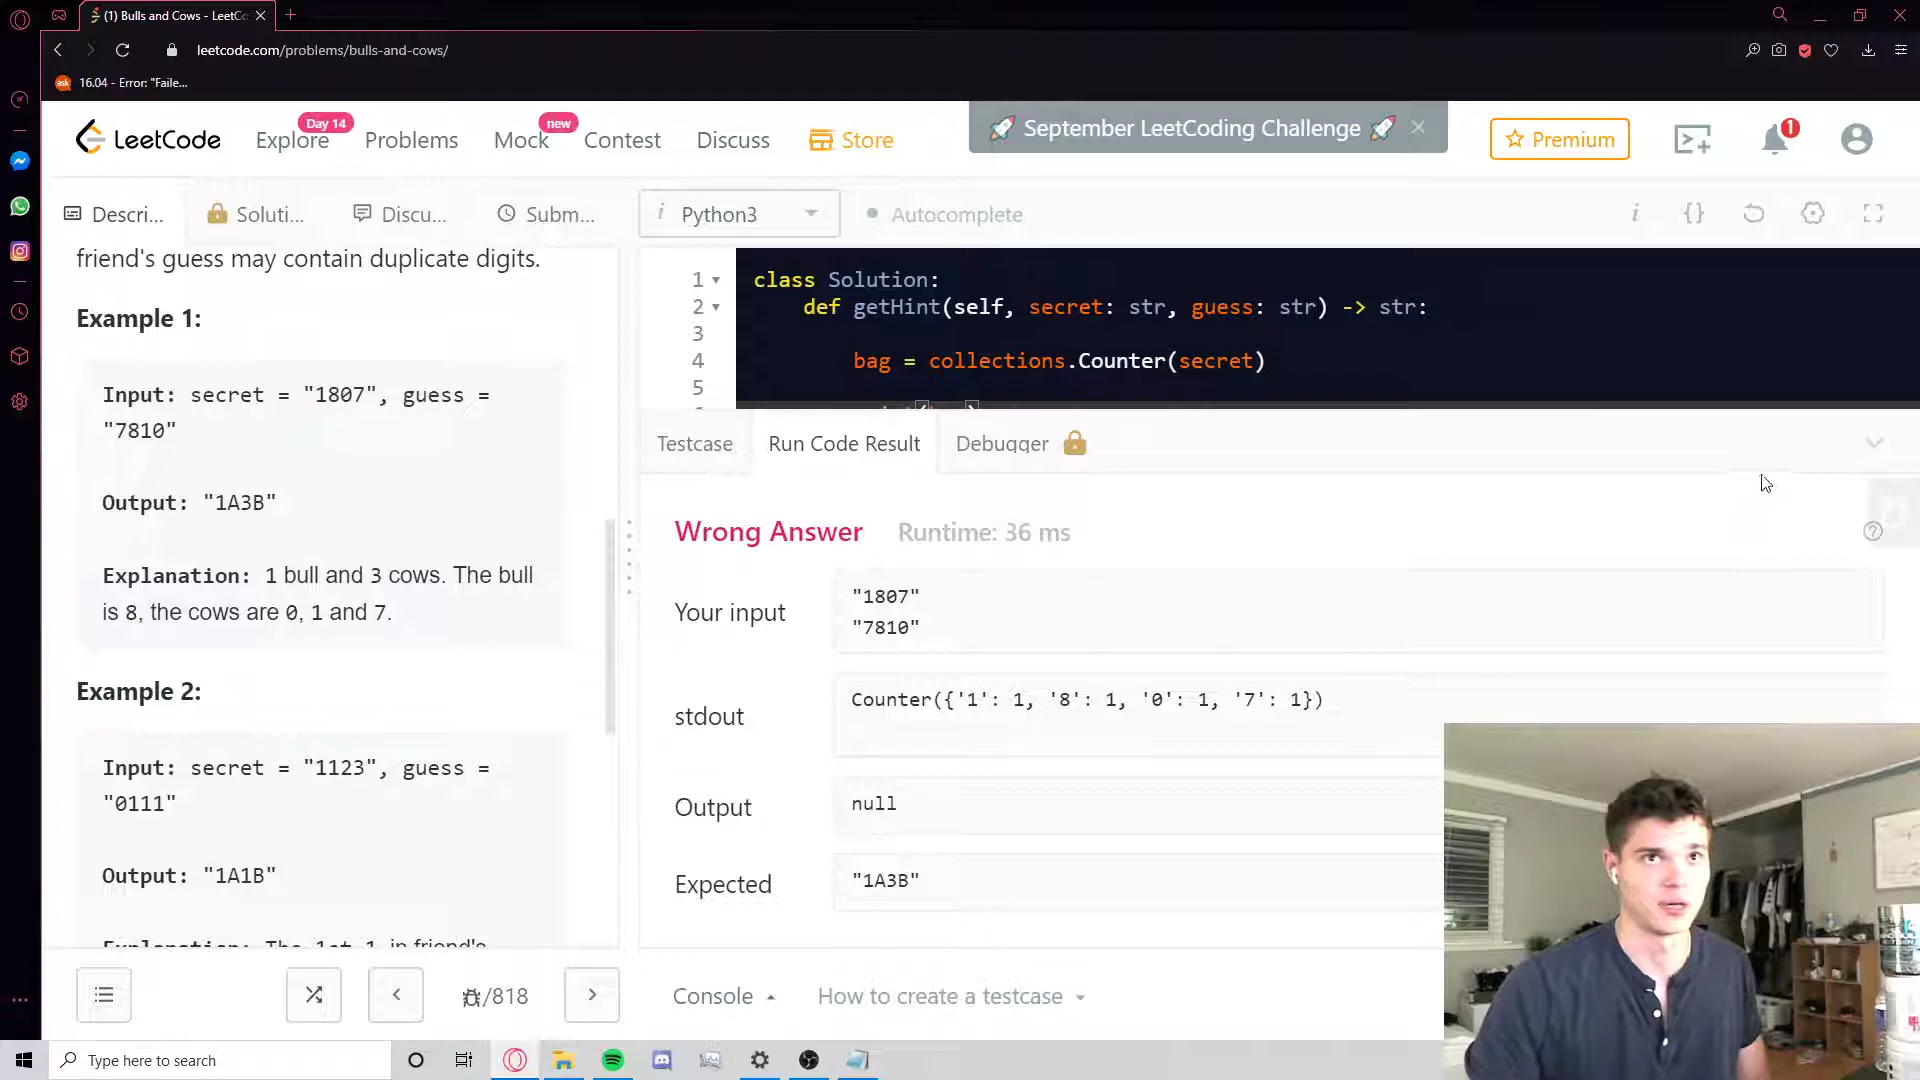 (1) Bulls and Cows - LeetCo
leetcode.com/problems/bulls-and-cows/
ask 16.04 - Error: "Faile...
LeetCode
Explore
Day 14
Problems
Mock
new
Contest
Discuss
Store
🚀 September LeetCoding Challenge 🚀
Premium
1
Descri...
Soluti...
Discu...
Subm...
i Python3
Autocomplete
friend's guess may contain duplicate digits.
Example 1:
Input: secret = "1807", guess =
"7810"
Output: "1A3B"
Explanation: 1 bull and 3 cows. The bull
is 8, the cows are 0, 1 and 7.
Example 2:
Input: secret = "1123", guess =
"0111"
Output: "1A1B"
Explanation: The 1st 1 in friend's
/818
1 class Solution:
2 def getHint(self, secret: str, guess: str) -> str:
3
4 bag = collections.Counter(secret)
5
Testcase
Run Code Result
Debugger
Wrong Answer
Runtime: 36 ms
Your input
"1807"
"7810"
stdout
Counter({'1': 1, '8': 1, '0': 1, '7': 1})
Output
null
Expected
"1A3B"
Console
How to create a testcase
Type here to search